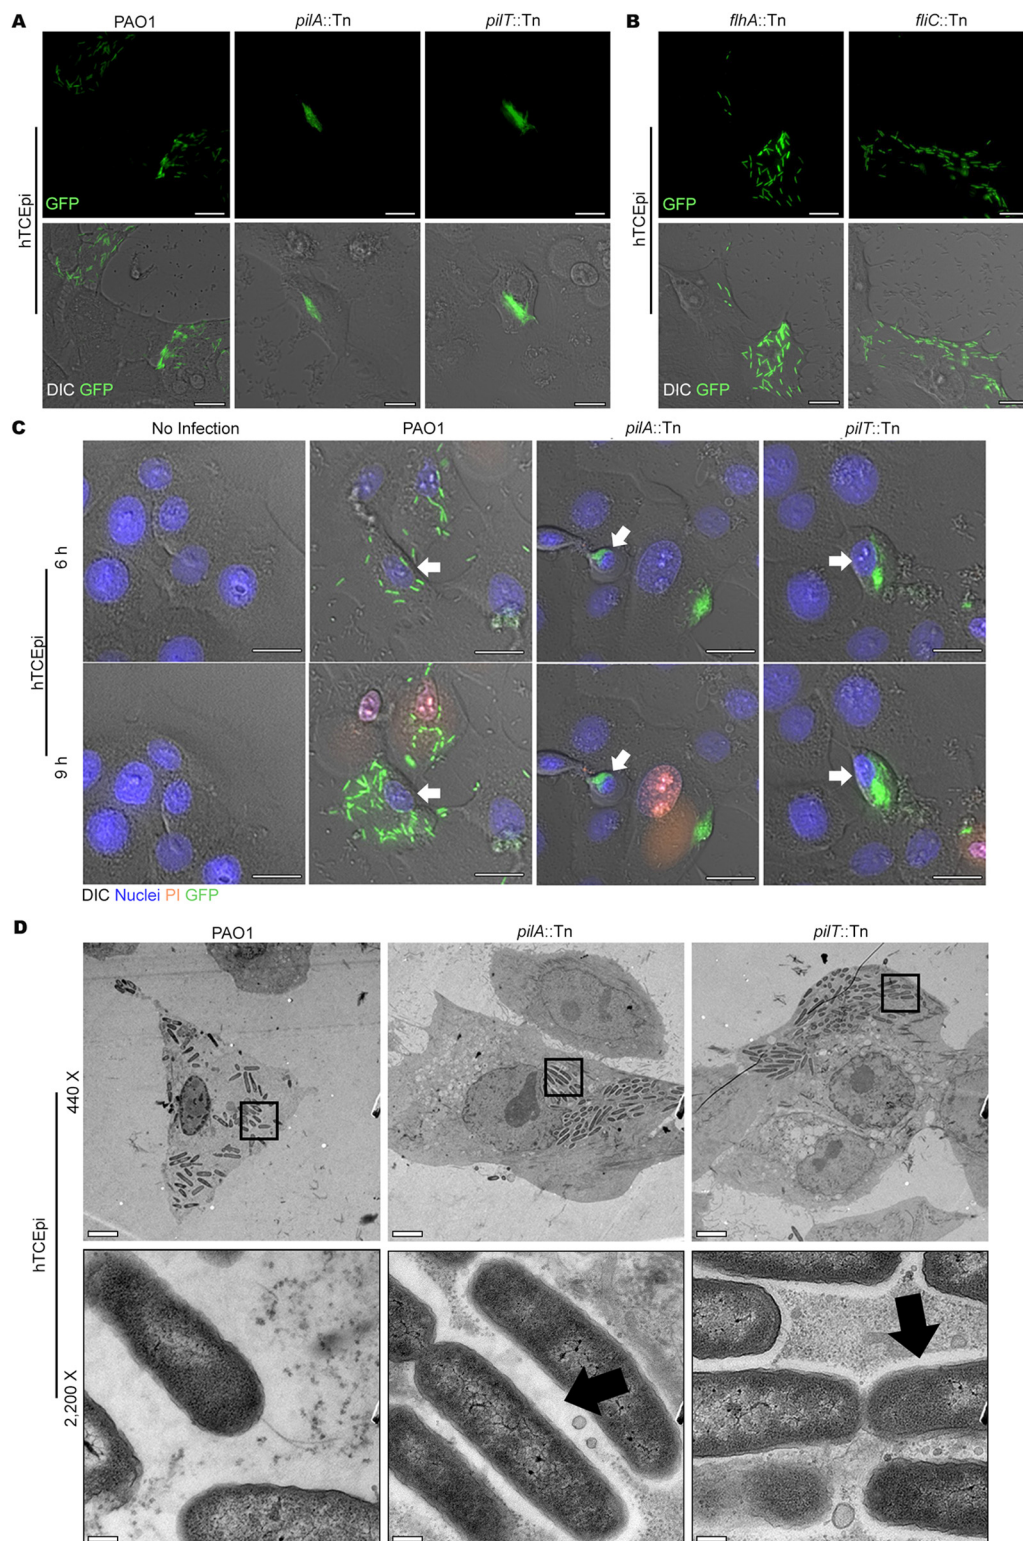 A
PAO1
pilA::Tn
pilT::Tn
B
flhA::Tn
fliC::Tn
hTCEpi
GFP
DIC GFP
hTCEpi
GFP
DIC GFP
C
No Infection
PAO1
pilA::Tn
pilT::Tn
hTCEpi
6 h
9 h
DIC Nuclei PI GFP
D
PAO1
pilA::Tn
pilT::Tn
hTCEpi
440 X
2,200 X